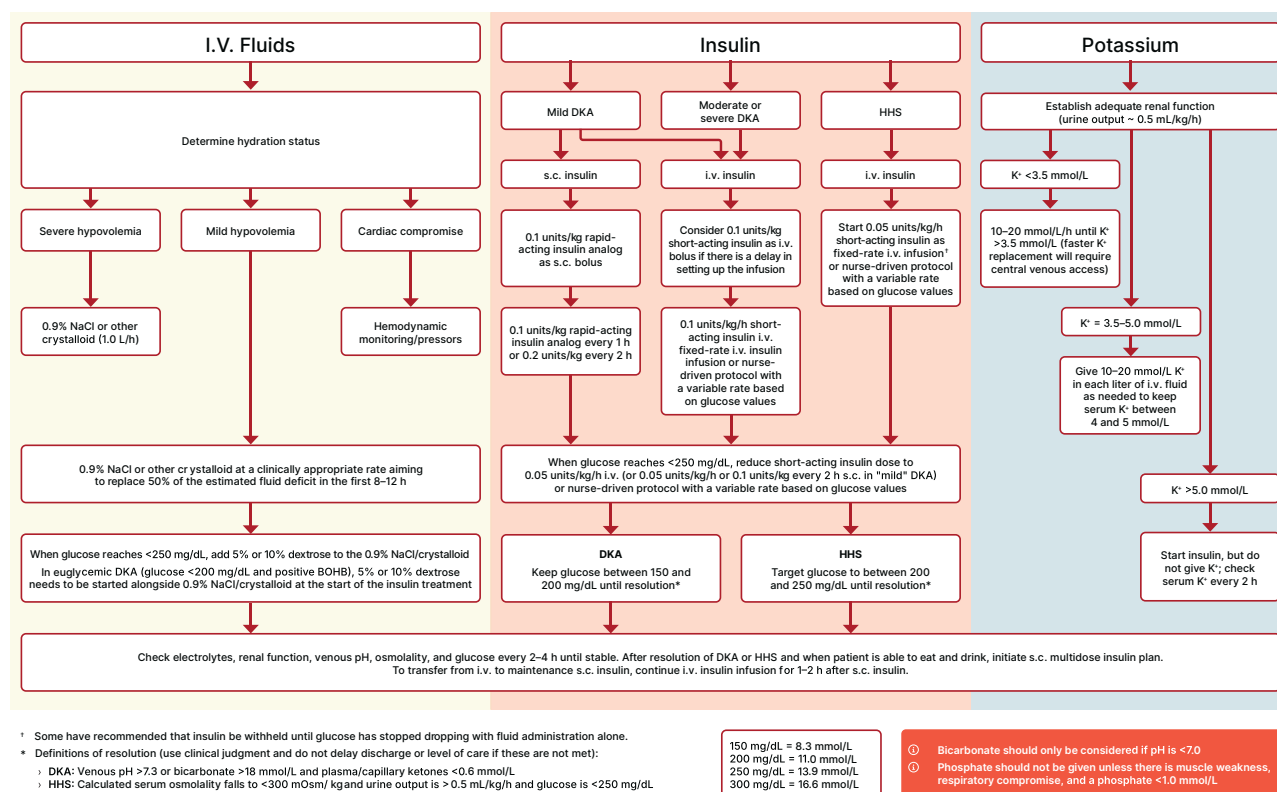 I.V. Fluids
Determine hydration status
Severe hypovolemia
Mild hypovolemia
Cardiac compromise
0.9% NaCl or other
crystalloid (1.0 L/h)
Hemodynamic
monitoring/pressors
0.9% NaCl or other crystalloid at a clinically appropriate rate aiming
to replace 50% of the estimated fluid deficit in the first 8–12 h
When glucose reaches <250 mg/dL, add 5% or 10% dextrose to the 0.9% NaCl/crystalloid
In euglycemic DKA (glucose <200 mg/dL and positive BOHB), 5% or 10% dextrose
needs to be started alongside 0.9% NaCl/crystalloid at the start of the insulin treatment
Insulin
Mild DKA
Moderate or
severe DKA
HHS
s.c. insulin
i.v. insulin
i.v. insulin
0.1 units/kg rapid-
acting insulin analog
as s.c. bolus
Consider 0.1 units/kg
short-acting insulin as i.v.
bolus if there is a delay in
setting up the infusion
Start 0.05 units/kg/h
short-acting insulin as
fixed-rate i.v. infusion†
or nurse-driven protocol
with a variable rate
based on glucose values
0.1 units/kg rapid-acting
insulin analog every 1 h
or 0.2 units/kg every 2 h
0.1 units/kg/h short-
acting insulin i.v.
fixed-rate i.v. insulin
infusion or nurse-
driven protocol with
a variable rate based
on glucose values
When glucose reaches <250 mg/dL, reduce short-acting insulin dose to
0.05 units/kg/h i.v. (or 0.05 units/kg/h or 0.1 units/kg every 2 h s.c. in "mild" DKA)
or nurse-driven protocol with a variable rate based on glucose values
DKA
Keep glucose between 150 and
200 mg/dL until resolution*
HHS
Target glucose to between 200
and 250 mg/dL until resolution*
Potassium
Establish adequate renal function
(urine output ~ 0.5 mL/kg/h)
K⁺ <3.5 mmol/L
10–20 mmol/L/h until K⁺
>3.5 mmol/L (faster K⁺
replacement will require
central venous access)
K⁺ = 3.5–5.0 mmol/L
Give 10–20 mmol/L K⁺
in each liter of i.v. fluid
as needed to keep
serum K⁺ between
4 and 5 mmol/L
K⁺ >5.0 mmol/L
Start insulin, but do
not give K⁺; check
serum K⁺ every 2 h
Check electrolytes, renal function, venous pH, osmolality, and glucose every 2–4 h until stable. After resolution of DKA or HHS and when patient is able to eat and drink, initiate s.c. multidose insulin plan.
To transfer from i.v. to maintenance s.c. insulin, continue i.v. insulin infusion for 1–2 h after s.c. insulin.
† Some have recommended that insulin be withheld until glucose has stopped dropping with fluid administration alone.
* Definitions of resolution (use clinical judgment and do not delay discharge or level of care if these are not met):
› DKA: Venous pH >7.3 or bicarbonate >18 mmol/L and plasma/capillary ketones <0.6 mmol/L
› HHS: Calculated serum osmolality falls to <300 mOsm/ kg and urine output is >0.5 mL/kg/h and glucose is <250 mg/dL
150 mg/dL = 8.3 mmol/L
200 mg/dL = 11.0 mmol/L
250 mg/dL = 13.9 mmol/L
300 mg/dL = 16.6 mmol/L
Bicarbonate should only be considered if pH is <7.0
Phosphate should not be given unless there is muscle weakness,
respiratory compromise, and a phosphate <1.0 mmol/L